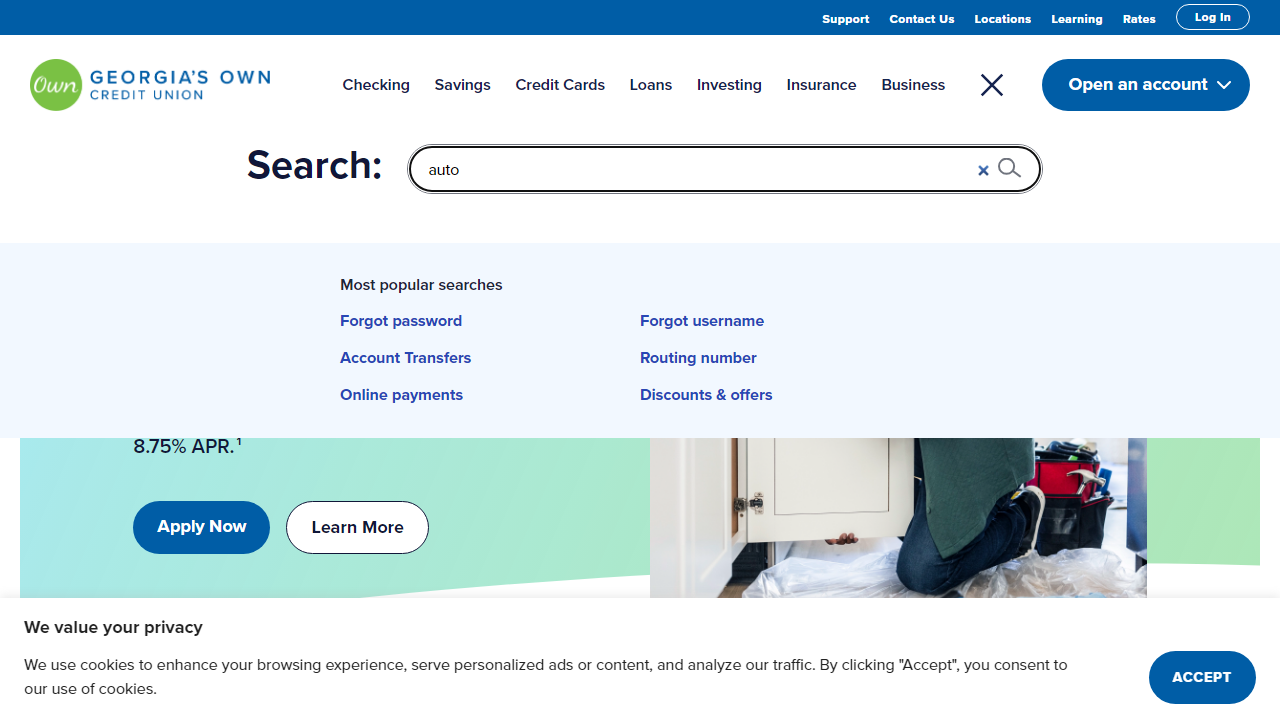 Support Contact Us Locations Learning Rates Log In
Own GEORGIA'S OWN
CREDIT UNION
Checking Savings Credit Cards Loans Investing Insurance Business
Open an account
Search: auto
Most popular searches
Forgot password Forgot username
Account Transfers Routing number
Online payments Discounts & offers
8.75% APR.¹
Apply Now Learn More
We value your privacy
We use cookies to enhance your browsing experience, serve personalized ads or content, and analyze our traffic. By clicking "Accept", you consent to
our use of cookies.
ACCEPT